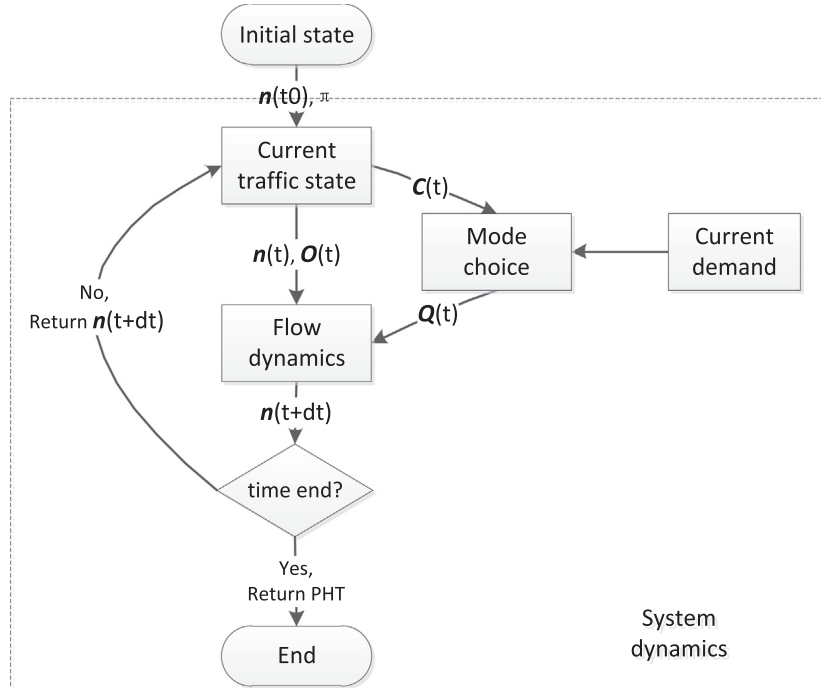 Initial state
n(t0), π
Current
traffic state
C(t)
Mode
choice
Current
demand
n(t), O(t)
No,
Return n(t+dt)
Q(t)
Flow
dynamics
n(t+dt)
time end?
Yes,
Return PHT
End
System
dynamics